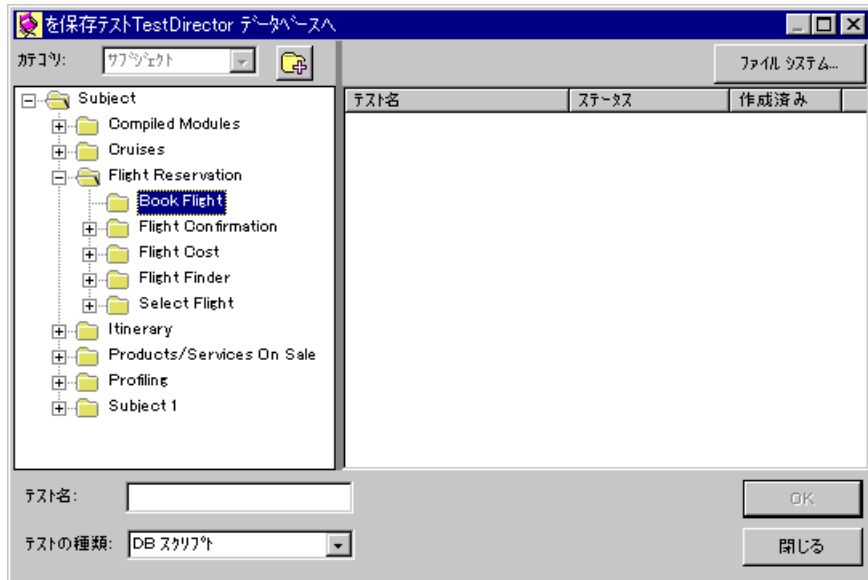 を保存テストTestDirector ﾃﾞｰﾀﾍﾞｰｽへ
ｶﾃｺﾞﾘ:
ｻﾌﾞｼﾞｪｸﾄ
ﾌｧｲﾙ ｼｽﾃﾑ...
Subject
Compiled Modules
Cruises
Flight Reservation
Book Flight
Flight Confirmation
Flight Cost
Flight Finder
Select Flight
Itinerary
Products/Services On Sale
Profiling
Subject 1
ﾃｽﾄ名
ｽﾃｰﾀｽ
作成済み
ﾃｽﾄ名:
OK
ﾃｽﾄの種類:
DB ｽｸﾘﾌﾟﾄ
閉じる